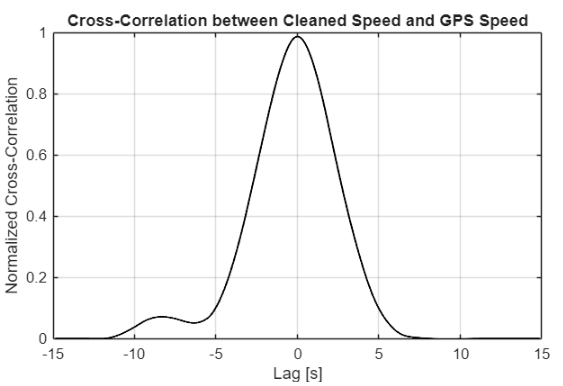 Cross-Correlation between Cleaned Speed and GPS Speed
Normalized Cross-Correlation
1
0.8
0.6
0.4
0.2
0
-15 -10 -5 0 5 10 15
Lag [s]